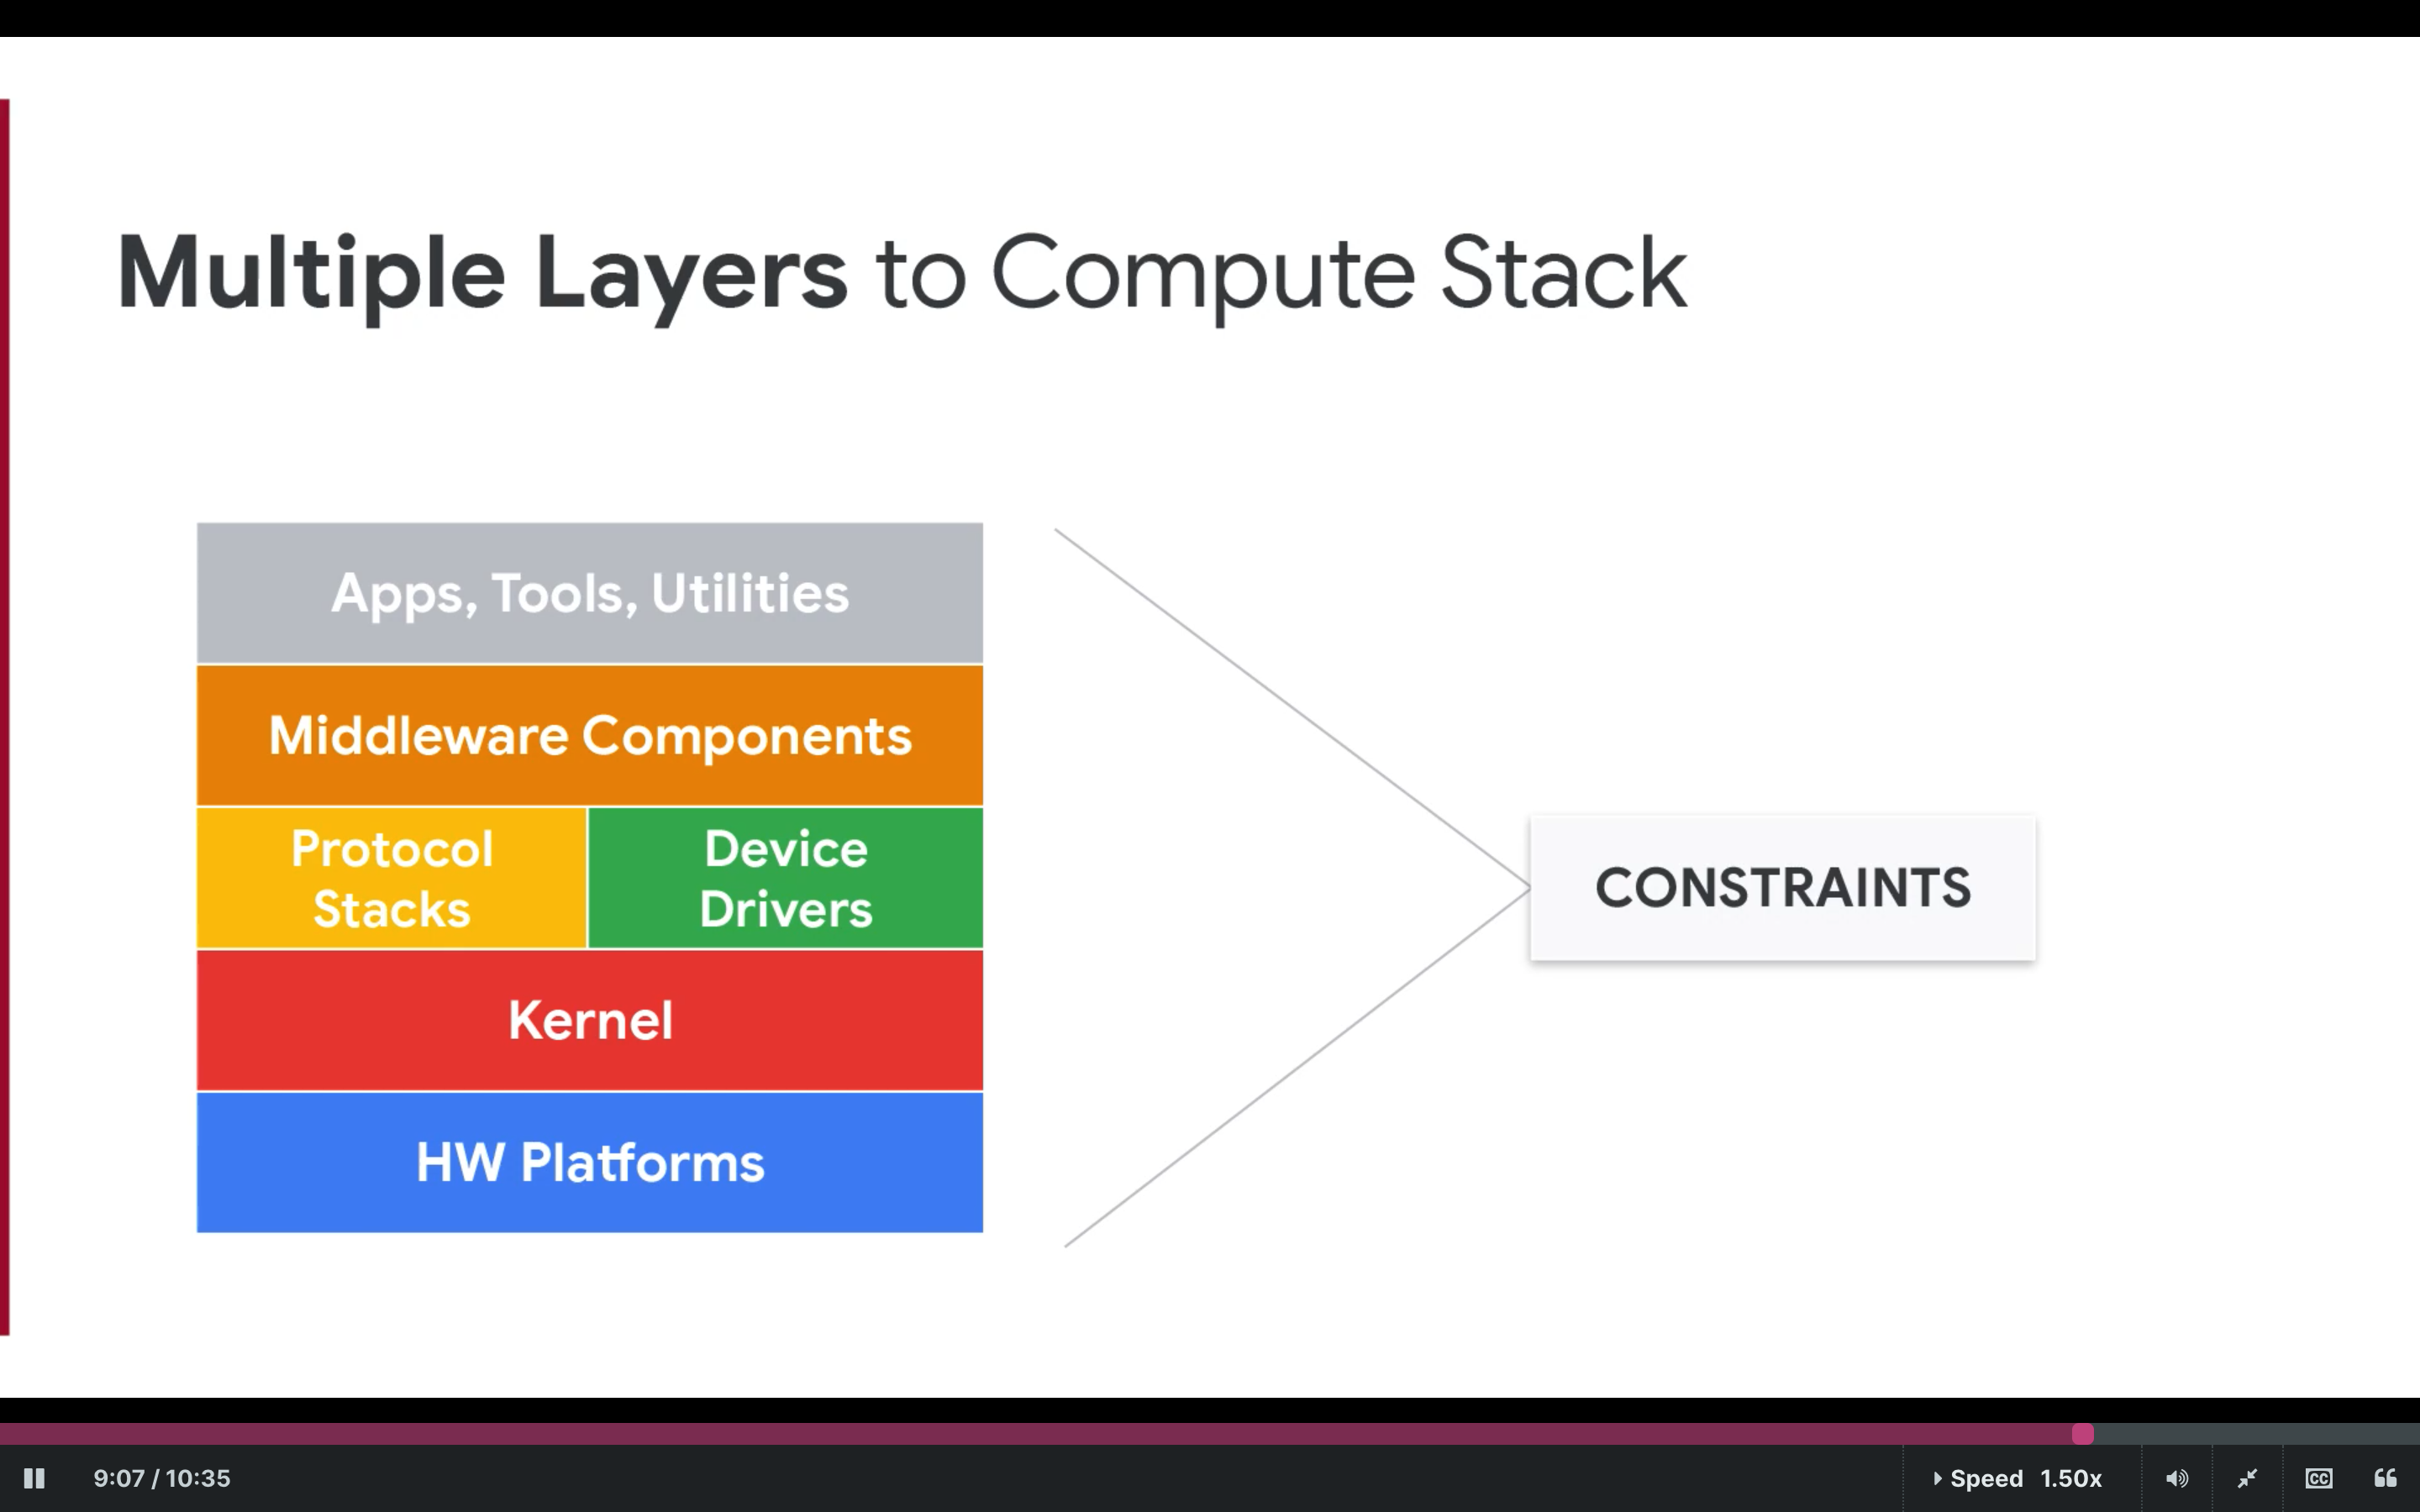 Multiple Layers to Compute Stack
Apps, Tools, Utilities
Middleware Components
Protocol
Stacks
Device
Drivers
Kernel
HW Platforms
CONSTRAINTS
9:07 / 10:35
Speed 1.50x
CC